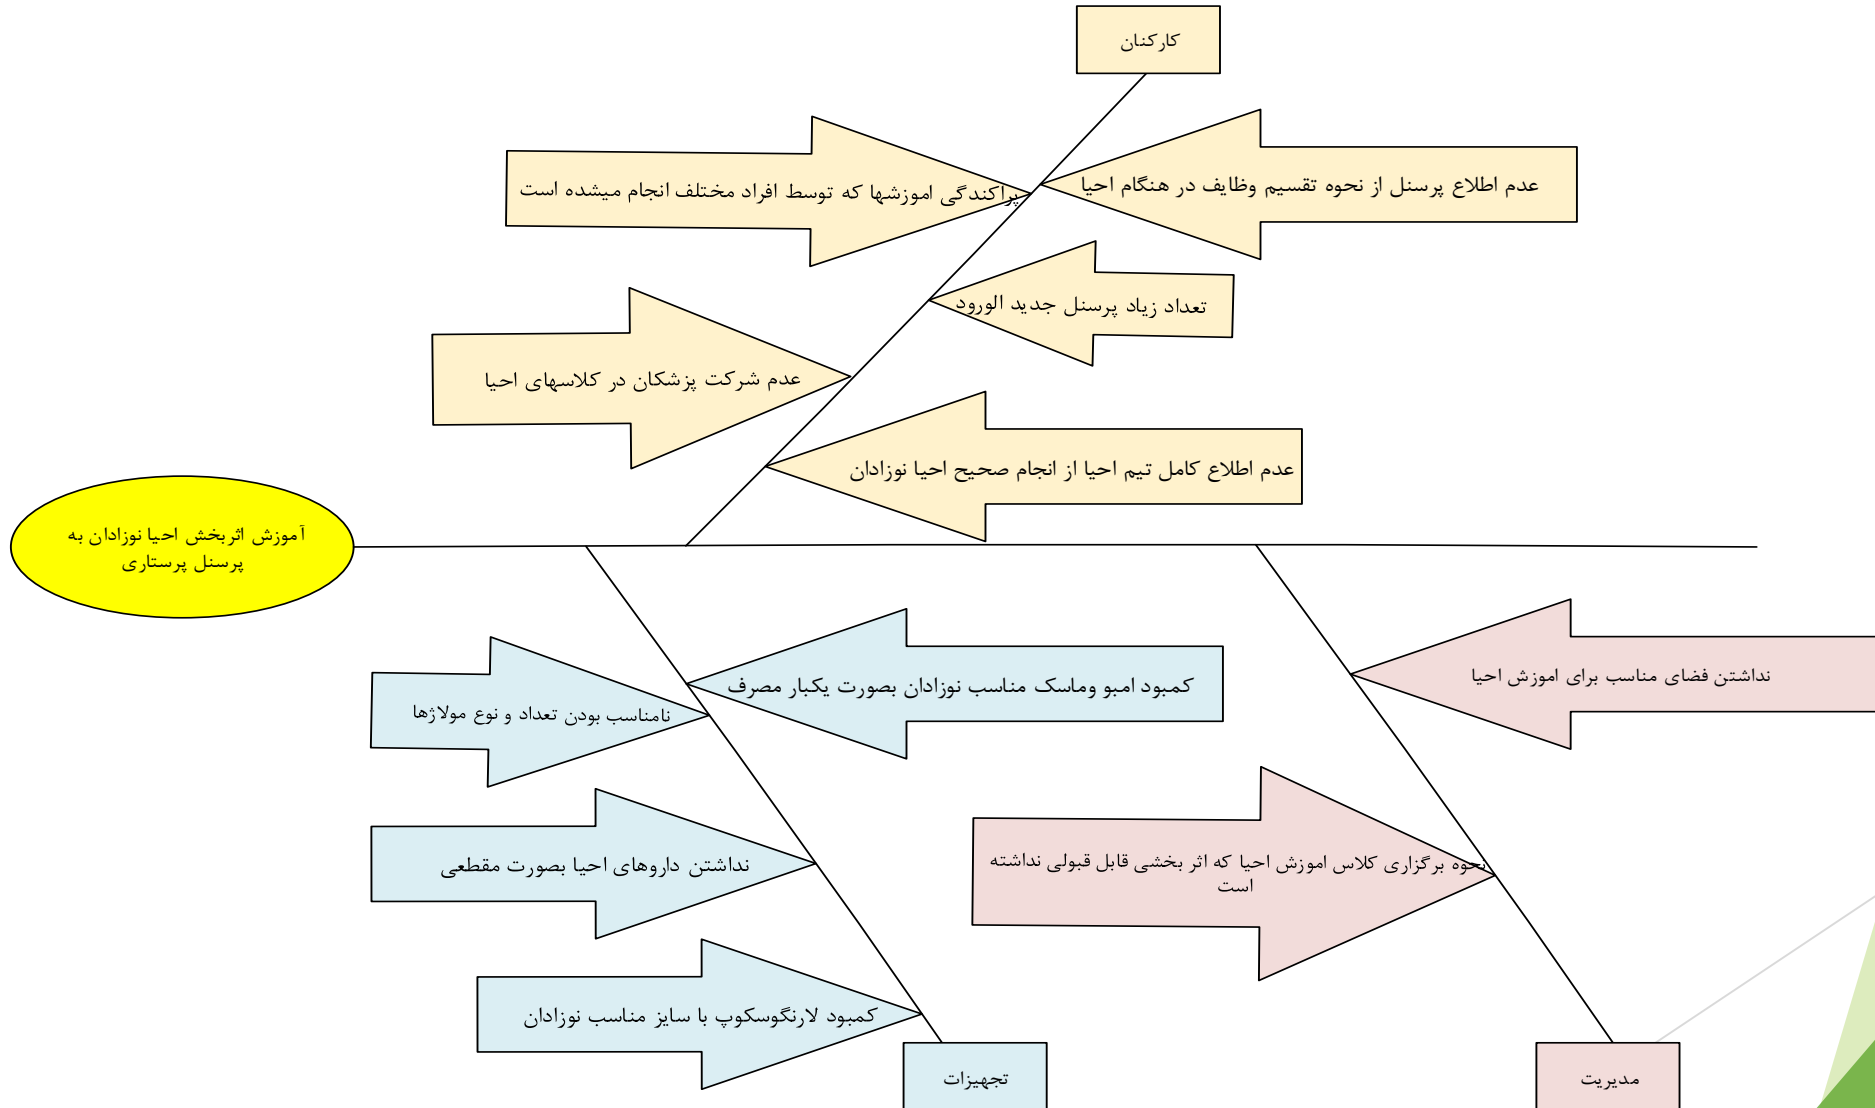 کارکنان
عدم اطلاع پرسنل از نحوه تقسیم وظایف در هنگام احیا
پراکندگی اموزشها که توسط افراد مختلف انجام میشده است
تعداد زیاد پرسنل جدید الورود
عدم شرکت پزشکان در کلاسهای احیا
عدم اطلاع کامل تیم احیا از انجام صحیح احیا نوزادان
آموزش اثربخش احیا نوزادان به
پرسنل پرستاری
نداشتن فضای مناسب برای اموزش احیا
کمبود امبو وماسک مناسب نوزادان بصورت یکبار مصرف
نامناسب بودن تعداد و نوع مولاژها
نحوه برگزاری کلاس اموزش احیا که اثر بخشی قابل قبولی نداشته
است
نداشتن داروهای احیا بصورت مقطعی
کمبود لارنگوسکوپ با سایز مناسب نوزادان
مدیریت
تجهیزات